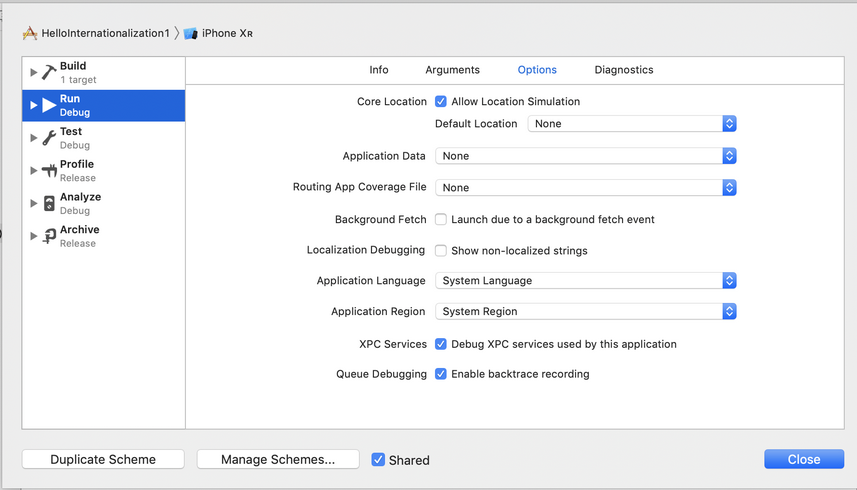 HelloInternationalization1 iPhone XR
Build
1 target
Run
Debug
Test
Debug
Profile
Release
Analyze
Debug
Archive
Release
Info Arguments Options Diagnostics
Core Location Allow Location Simulation
Default Location None
Application Data None
Routing App Coverage File None
Background Fetch Launch due to a background fetch event
Localization Debugging Show non-localized strings
Application Language System Language
Application Region System Region
XPC Services Debug XPC services used by this application
Queue Debugging Enable backtrace recording
Duplicate Scheme Manage Schemes... Shared Close